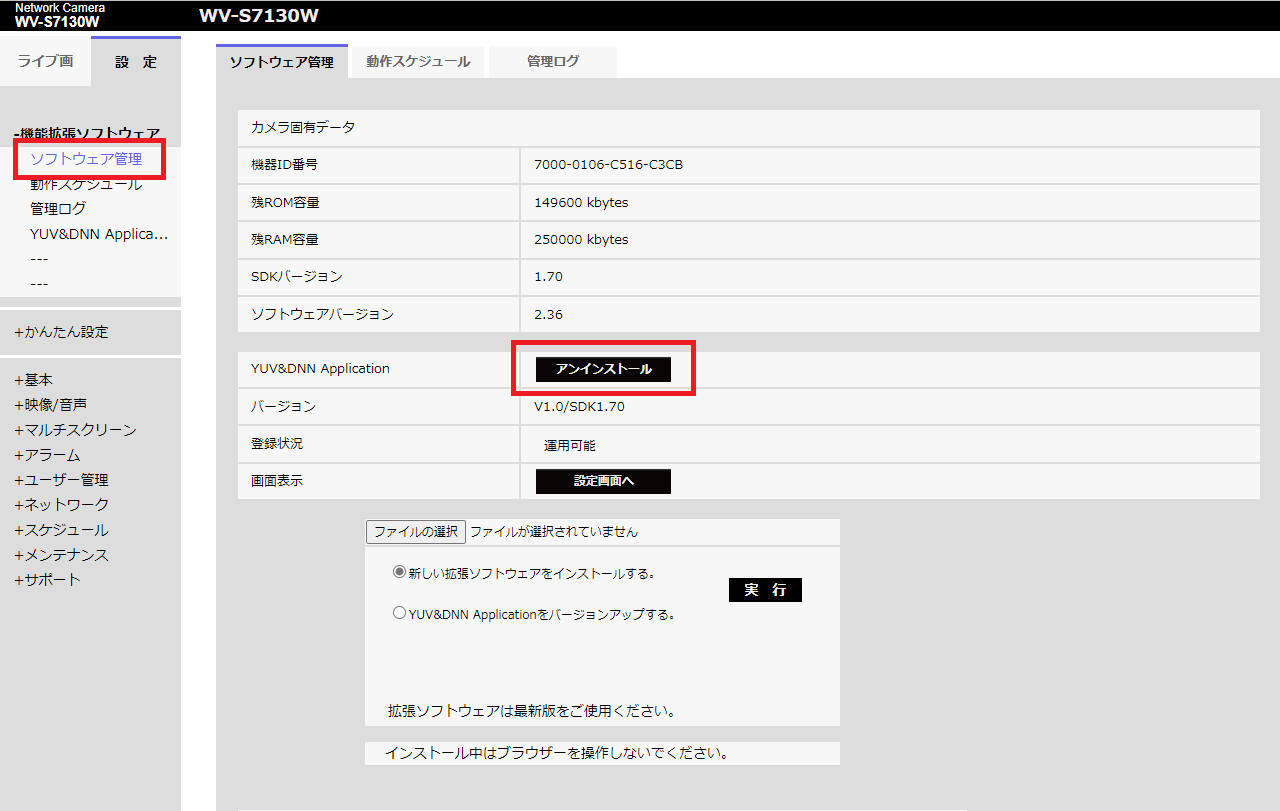 Network Camera
WV-S7130W
WV-S7130W
ライブ画
設 定
ソフトウェア管理
動作スケジュール
管理ログ
-機能拡張ソフトウェア
ソフトウェア管理
動作スケジュール
管理ログ
YUV&DNN Applica...
---
---
+かんたん設定
+基本
+映像/音声
+マルチスクリーン
+アラーム
+ユーザー管理
+ネットワーク
+スケジュール
+メンテナンス
+サポート
カメラ固有データ
機器ID番号 7000-0106-C516-C3CB
残ROM容量 149600 kbytes
残RAM容量 250000 kbytes
SDKバージョン 1.70
ソフトウェアバージョン 2.36
YUV&DNN Application アンインストール
バージョン V1.0/SDK1.70
登録状況 運用可能
画面表示 設定画面へ
ファイルの選択 ファイルが選択されていません
新しい拡張ソフトウェアをインストールする。
実 行
YUV&DNN Applicationをバージョンアップする。
拡張ソフトウェアは最新版をご使用ください。
インストール中はブラウザーを操作しないでください。